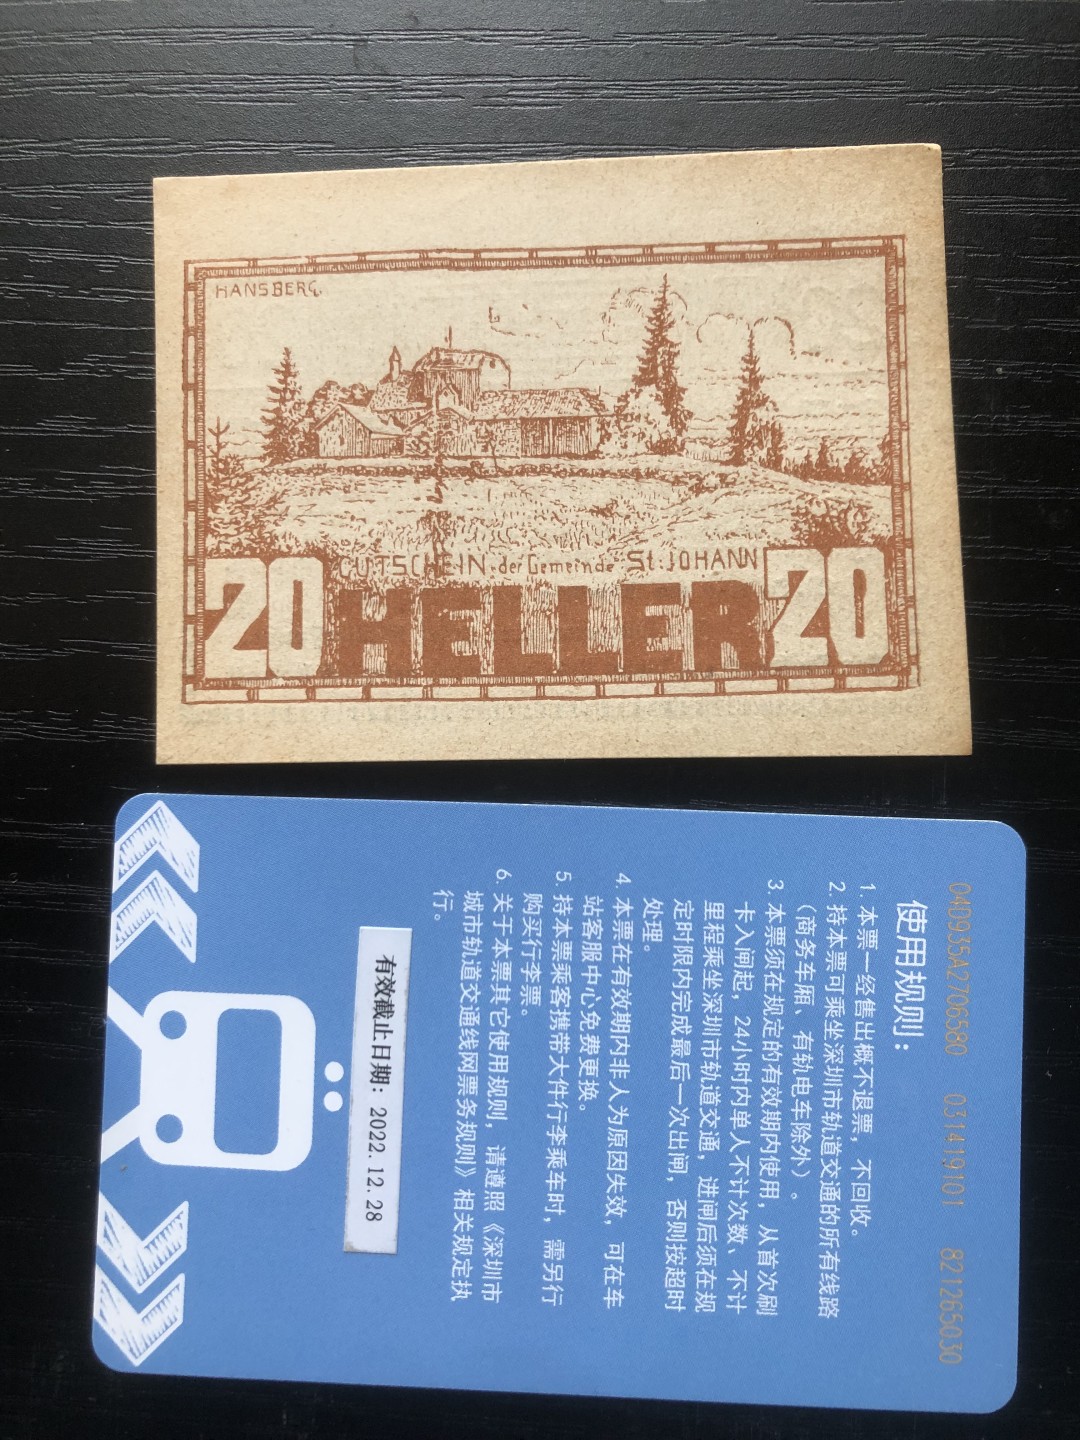 HANSBERG.
GUTSCHEIN der Gemeinde St: JOHANN
20 HELLER 20
040935A2706580 031419101 821265030
使用规则：
1. 本票一经售出概不退票，不回收。
2. 持本票可乘坐深圳市轨道交通的所有线路
（商务车厢、有轨电车除外）。
3. 本票须在规定的有效期内使用，从首次刷
卡入闸起，24小时内单人不计次数、不计
里程乘坐深圳市轨道交通，进闸后须在规
定时限内完成最后一次出闸，否则按超时
处理。
4. 本票在有效期内非人为原因失效，可在车
站客服中心免费更换。
5. 持本票乘客携带大件行李乘车时，需另行
购买行李票。
6. 关于本票其它使用规则，请遵照《深圳市
城市轨道交通线网票务规则》相关规定执
行。
有效截止日期：2022.12.28